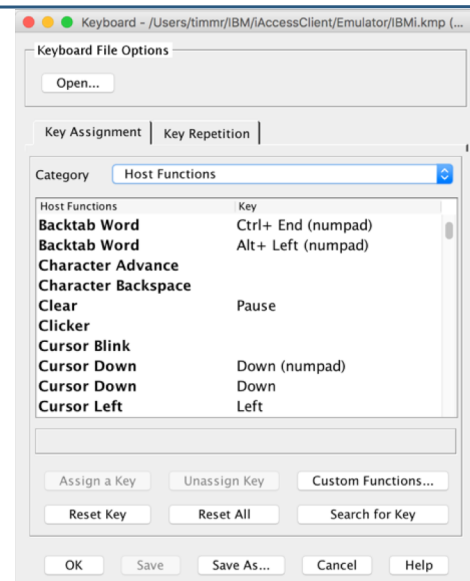 Keyboard - /Users/timmr/IBM/iAccessClient/Emulator/IBMi.kmp (...
Keyboard File Options
Open...
Key Assignment Key Repetition
Category Host Functions
Host Functions Key
Backtab Word Ctrl+ End (numpad)
Backtab Word Alt+ Left (numpad)
Character Advance
Character Backspace
Clear Pause
Clicker
Cursor Blink
Cursor Down Down (numpad)
Cursor Down Down
Cursor Left Left
Assign a Key Unassign Key Custom Functions...
Reset Key Reset All Search for Key
OK Save Save As... Cancel Help